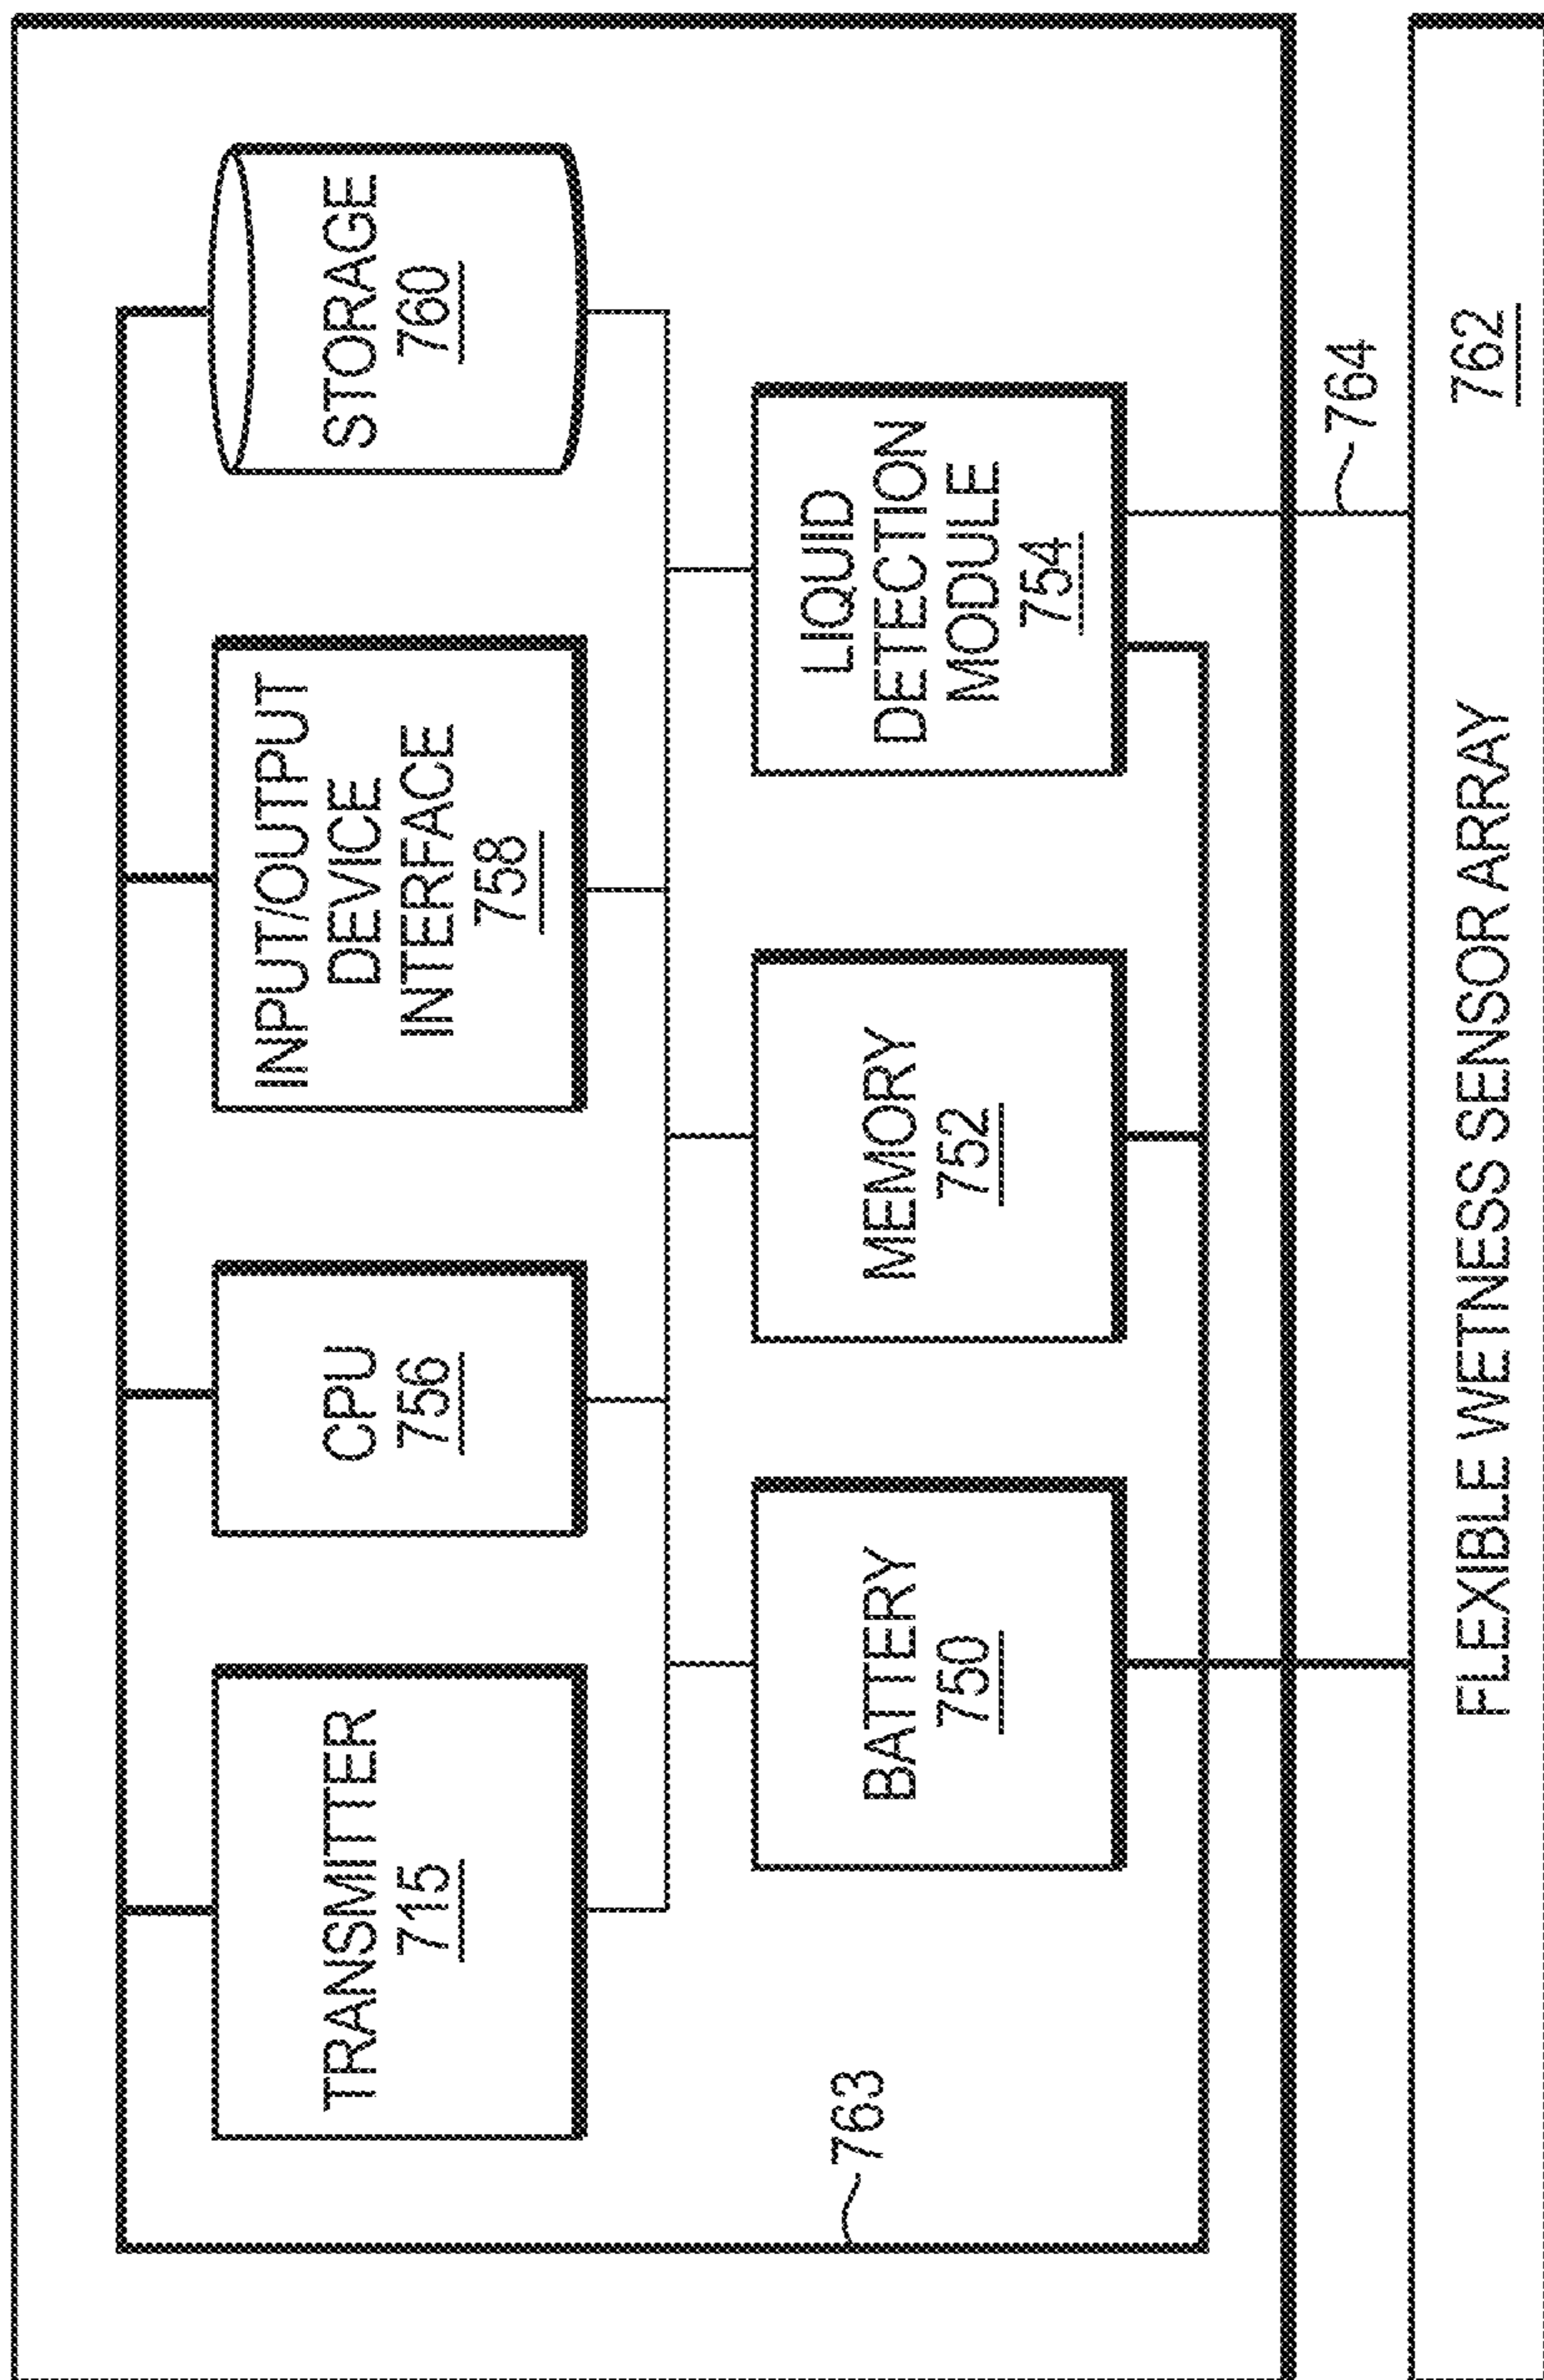 TRANSMITTER
715
CPU
756
INPUT/OUTPUT
DEVICE
INTERFACE
758
STORAGE
760
763
BATTERY
750
MEMORY
752
LIQUID
DETECTION
MODULE
754
764
FLEXIBLE WETNESS SENSOR ARRAY
762